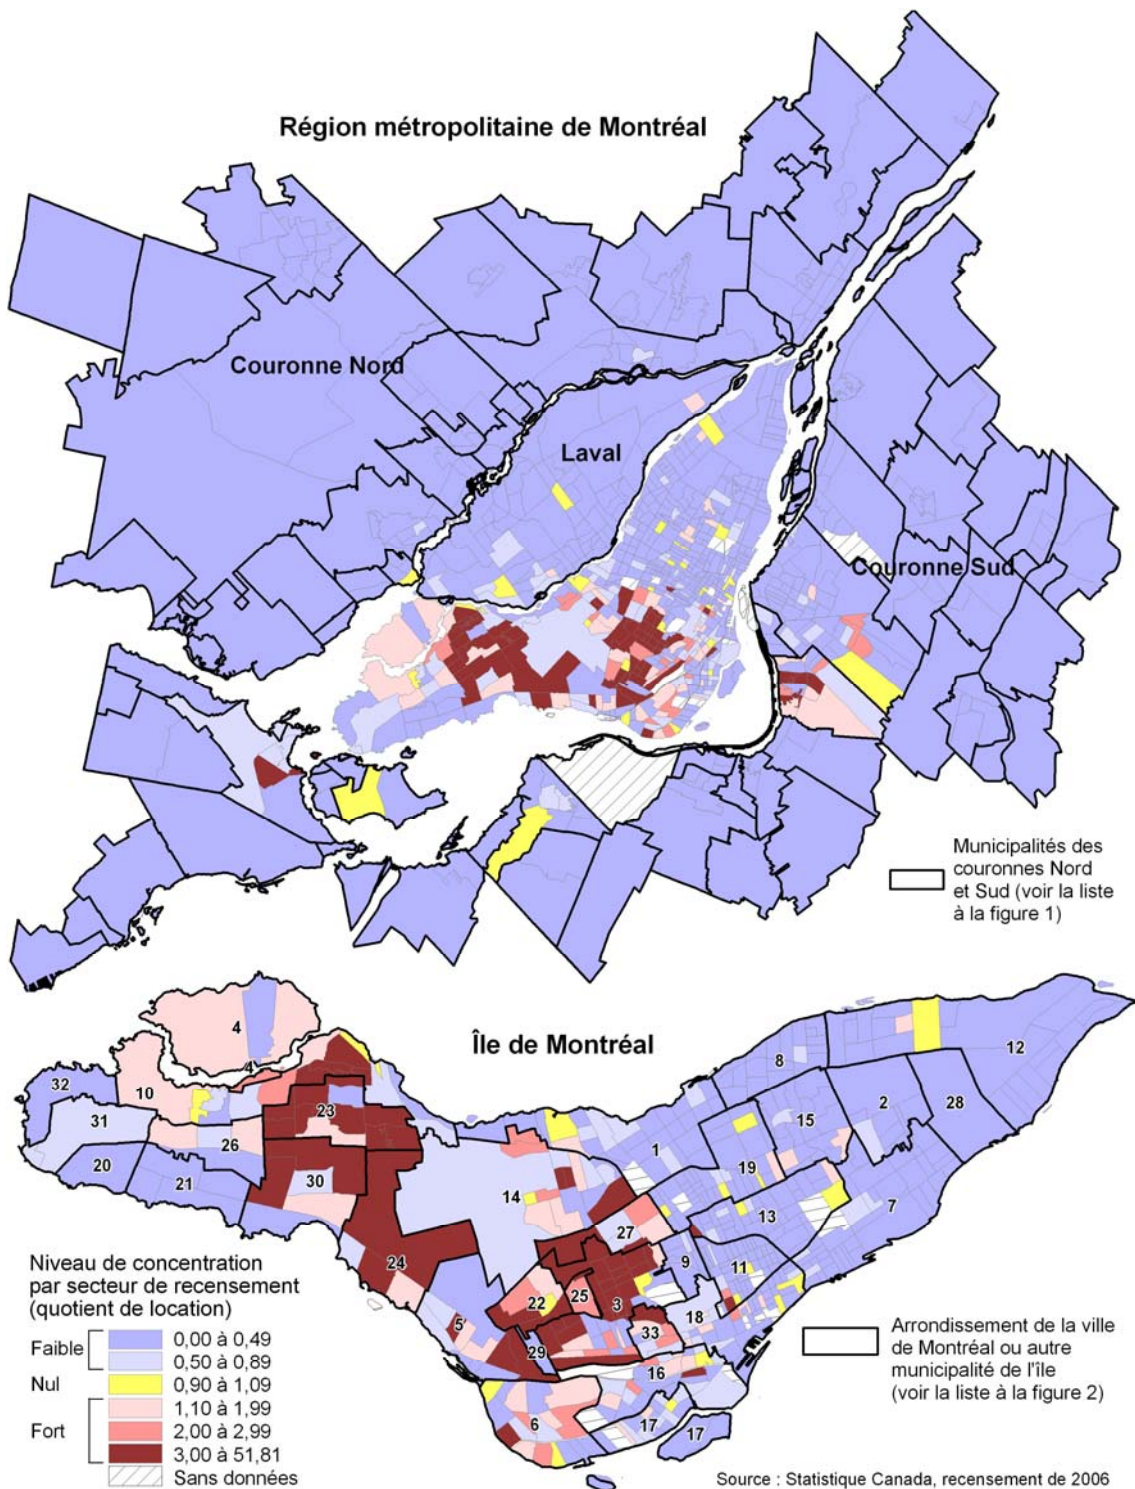 Région métropolitaine de Montréal
Couronne Nord
Laval
Couronne Sud
Municipalités des
couronnes Nord
et Sud (voir la liste
à la figure 1)
Île de Montréal
4
4
8
12
32
10
23
15
2
28
31
26
1
20
21
30
14
19
7
13
27
24
9
11
22
25
3
5
18
33
29
16
6
17
17
Niveau de concentration
par secteur de recensement
(quotient de location)
Faible
0,00 à 0,49
0,50 à 0,89
Nul
0,90 à 1,09
Fort
1,10 à 1,99
2,00 à 2,99
3,00 à 51,81
Sans données
Arrondissement de la ville
de Montréal ou autre
municipalité de l'île
(voir la liste à la figure 2)
Source : Statistique Canada, recensement de 2006